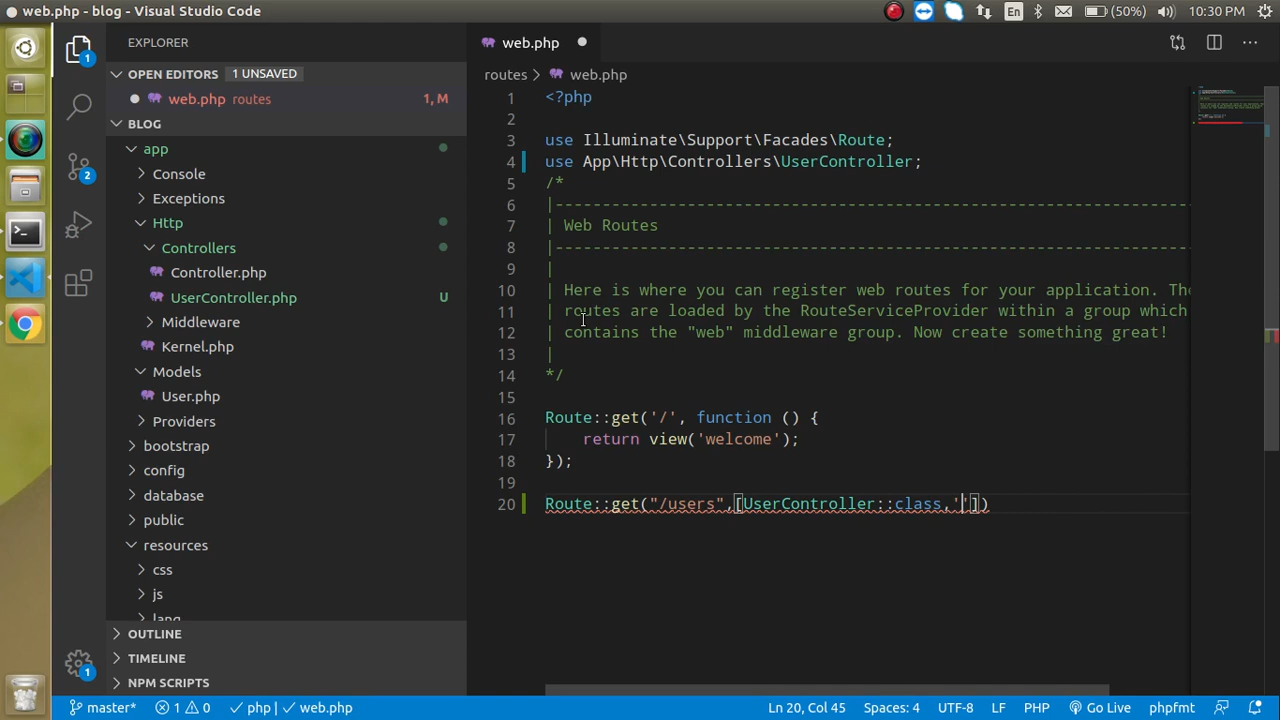 web.php - blog - Visual Studio Code
En
(50%)
10:30 PM
1
2
1
EXPLORER
OPEN EDITORS 1 UNSAVED
web.php routes 1, M
BLOG
app
Console
Exceptions
Http
Controllers
Controller.php
UserController.php U
Middleware
Kernel.php
Models
User.php
Providers
bootstrap
config
database
public
resources
css
js
lang
OUTLINE
TIMELINE
NPM SCRIPTS
web.php
routes > web.php
1 <?php
2
3 use Illuminate\Support\Facades\Route;
4 use App\Http\Controllers\UserController;
5 /*
6 |--------------------------------------------------------------------
7 | Web Routes
8 |--------------------------------------------------------------------
9 |
10 | Here is where you can register web routes for your application. The
11 | routes are loaded by the RouteServiceProvider within a group which
12 | contains the "web" middleware group. Now create something great!
13 |
14 */
15
16 Route::get('/', function () {
17 return view('welcome');
18 });
19
20 Route::get("/users",[UserController::class,''])
master* 1 0 php | web.php Ln 20, Col 45 Spaces: 4 UTF-8 LF PHP Go Live phpfmt